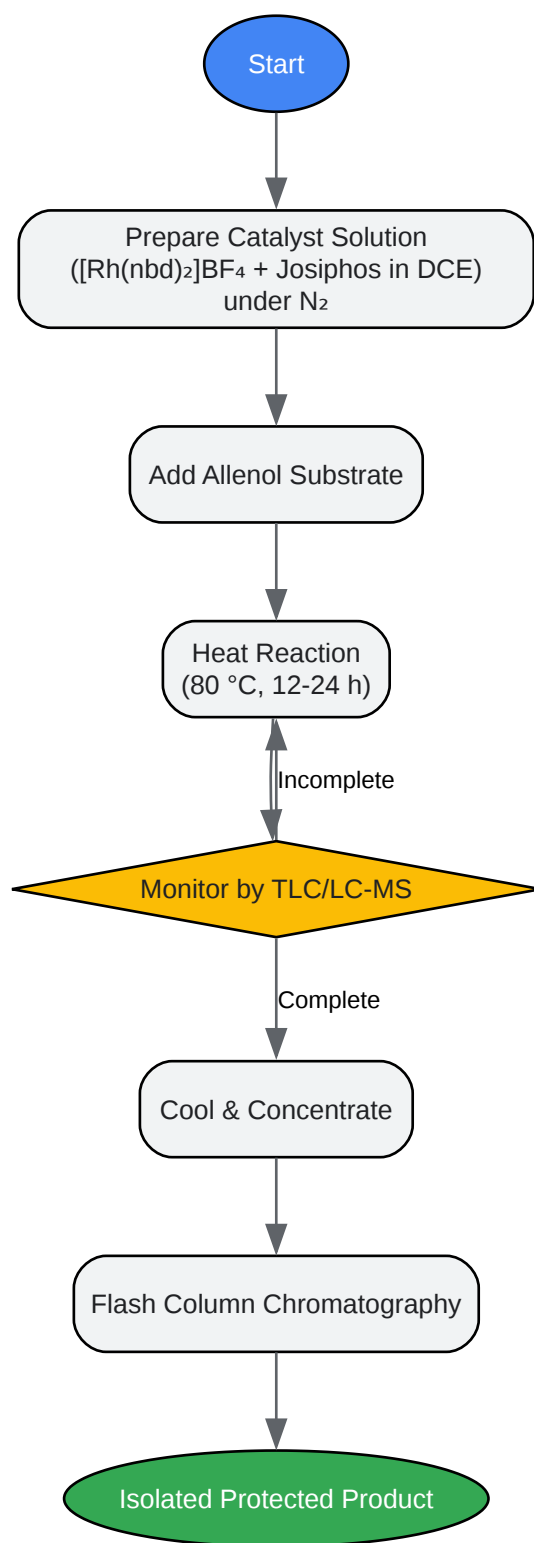 Start
Prepare Catalyst Solution
([Rh(nbd)₂]BF₄ + Josiphos in DCE)
under N₂
Add Allenol Substrate
Heat Reaction
(80 °C, 12-24 h)
Incomplete
Monitor by TLC/LC-MS
Complete
Cool & Concentrate
Flash Column Chromatography
Isolated Protected Product